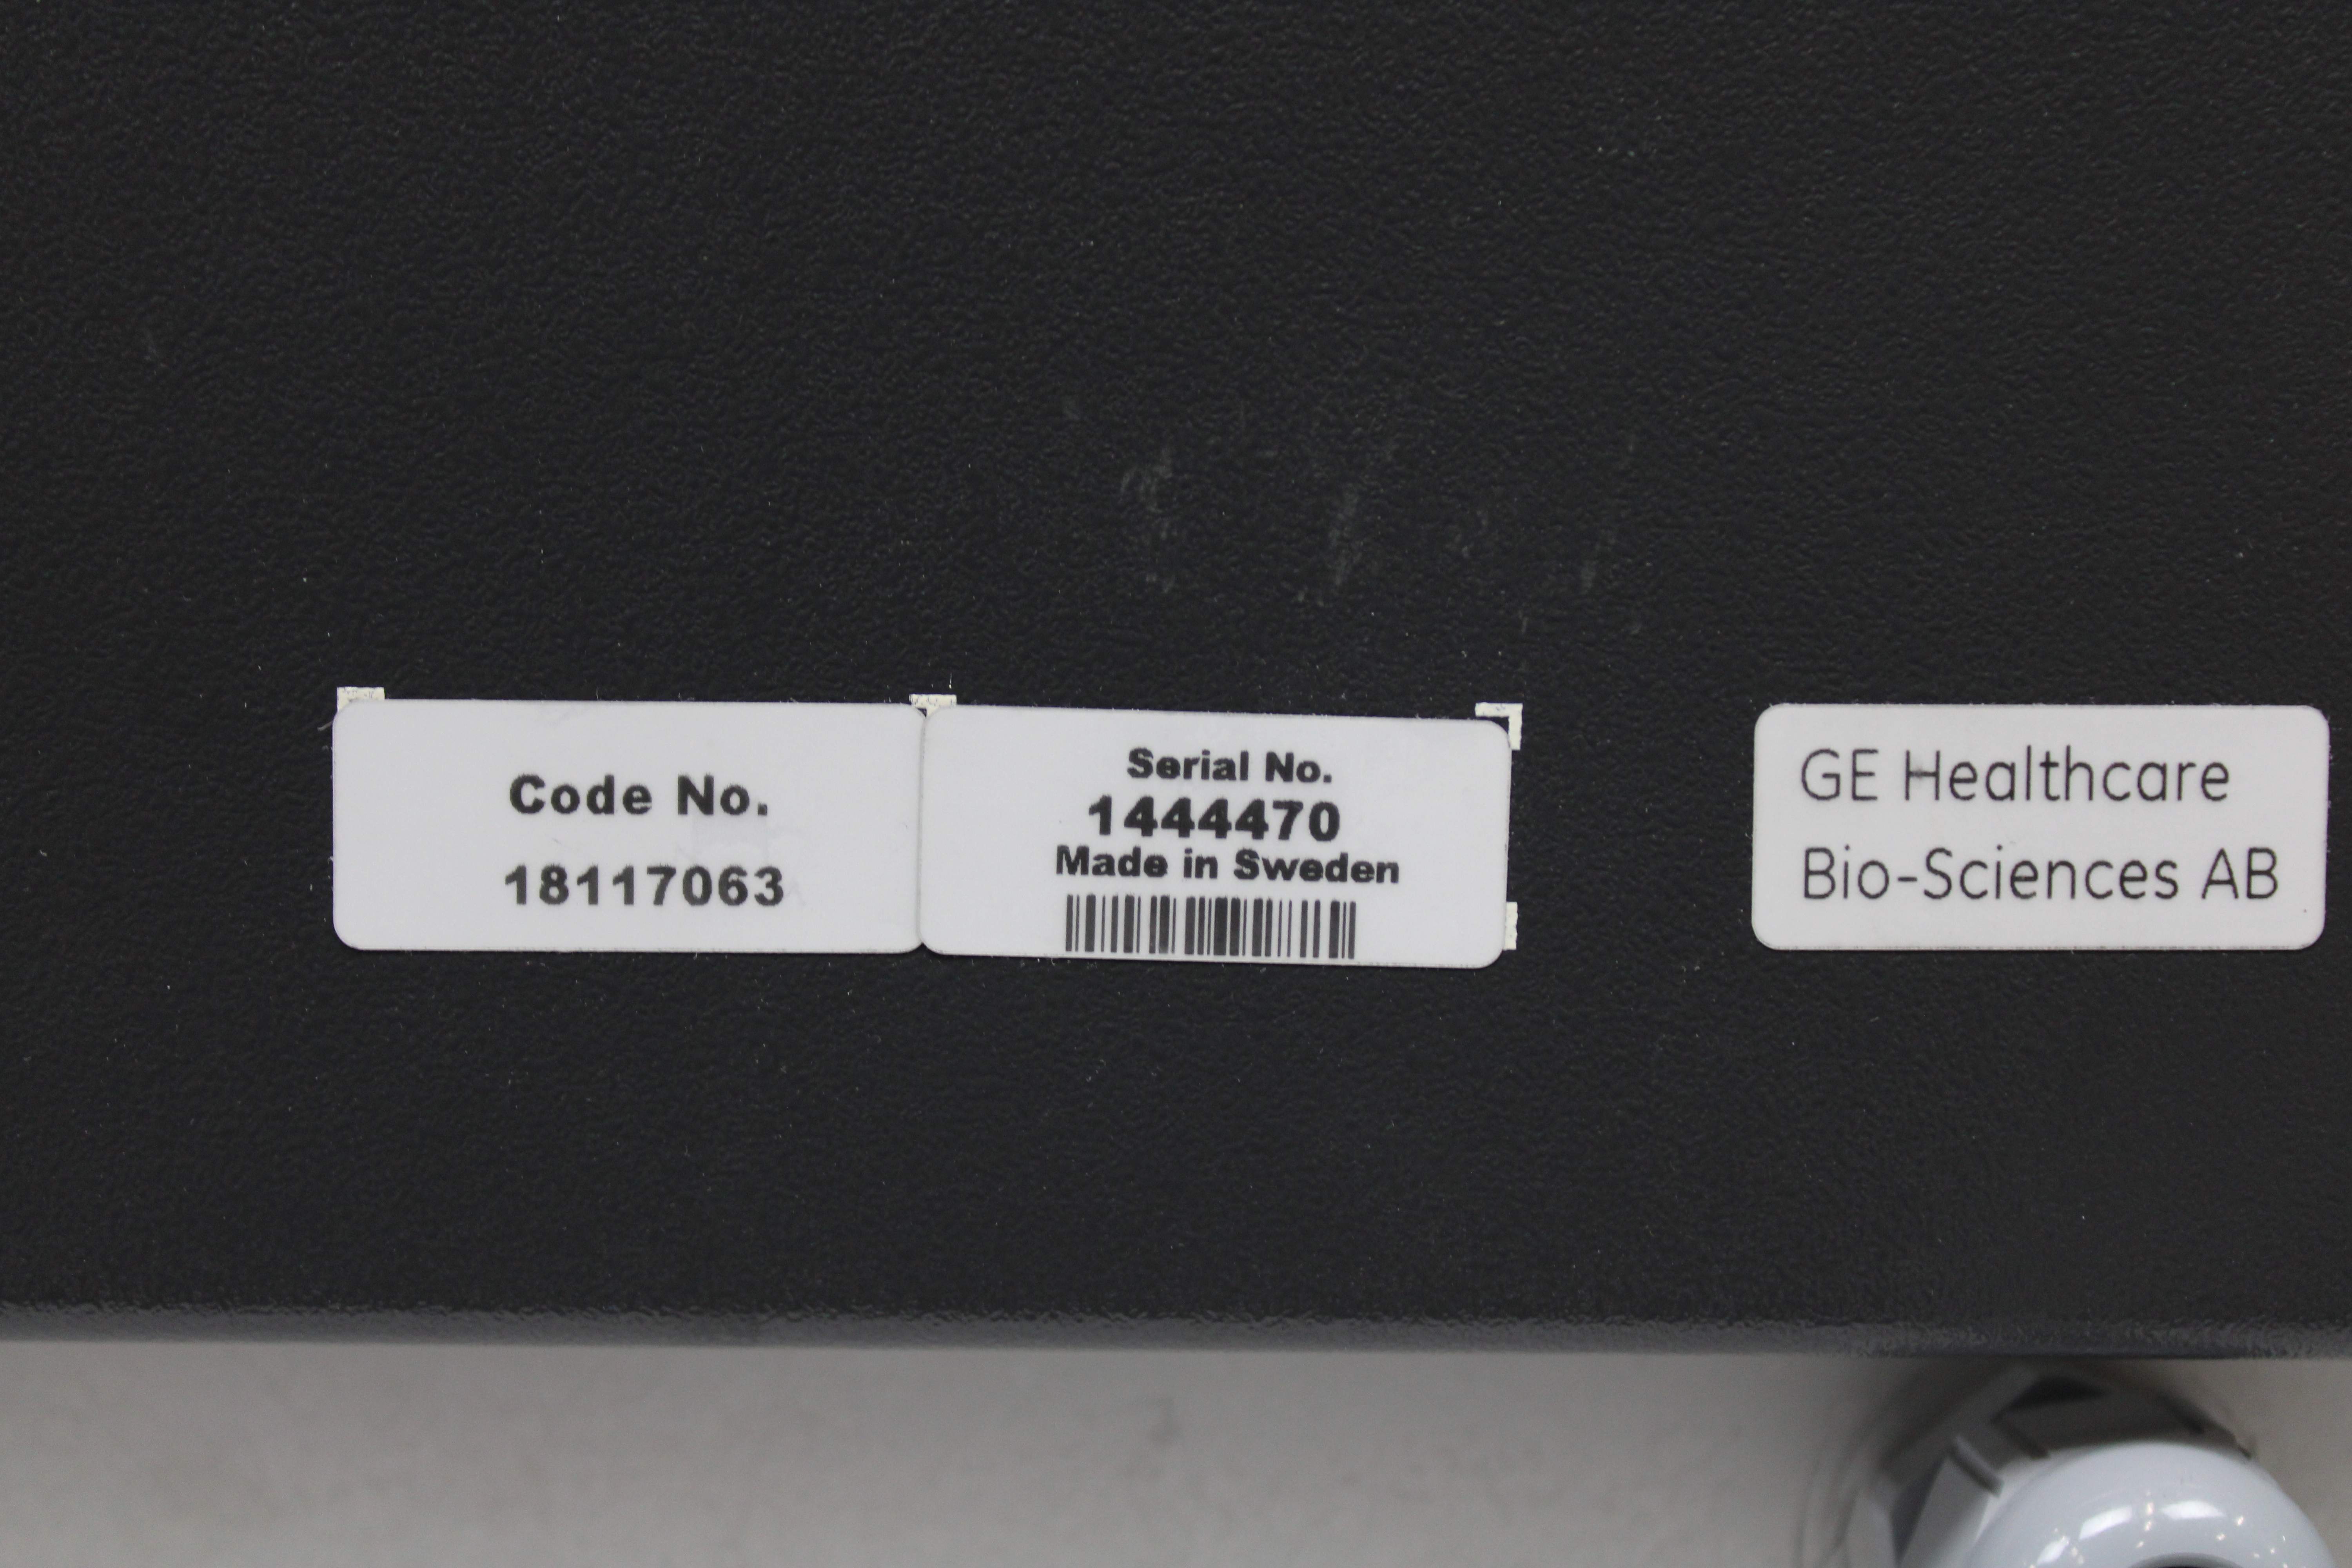 Code No.
18117063
Serial No.
1444470
Made in Sweden
GE Healthcare
Bio-Sciences AB